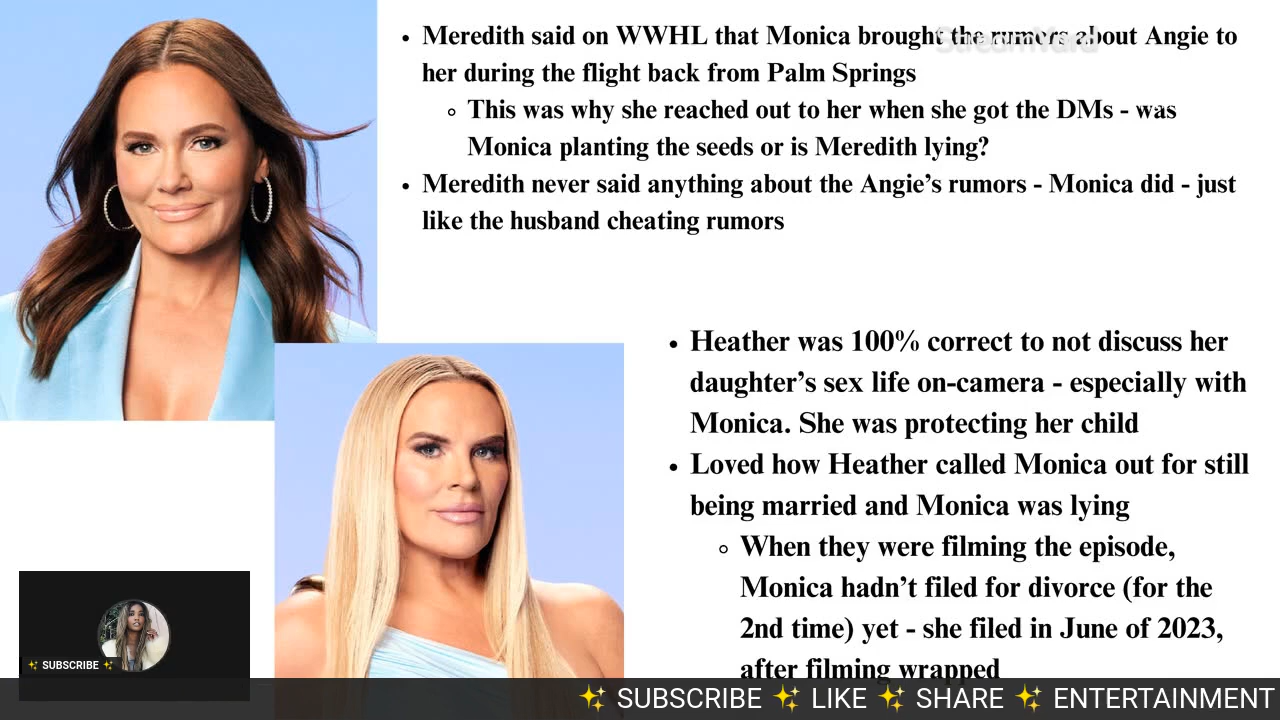 Meredith said on WWHL that Monica brought the rumors about Angie to
her during the flight back from Palm Springs
This was why she reached out to her when she got the DMs - was
Monica planting the seeds or is Meredith lying?
Meredith never said anything about the Angie’s rumors - Monica did - just
like the husband cheating rumors
StreamYard
Heather was 100% correct to not discuss her
daughter’s sex life on-camera - especially with
Monica. She was protecting her child
Loved how Heather called Monica out for still
being married and Monica was lying
When they were filming the episode,
Monica hadn’t filed for divorce (for the
2nd time) yet - she filed in June of 2023,
after filming wrapped
✨ SUBSCRIBE ✨
✨ SUBSCRIBE ✨ LIKE ✨ SHARE ✨ ENTERTAINMENT